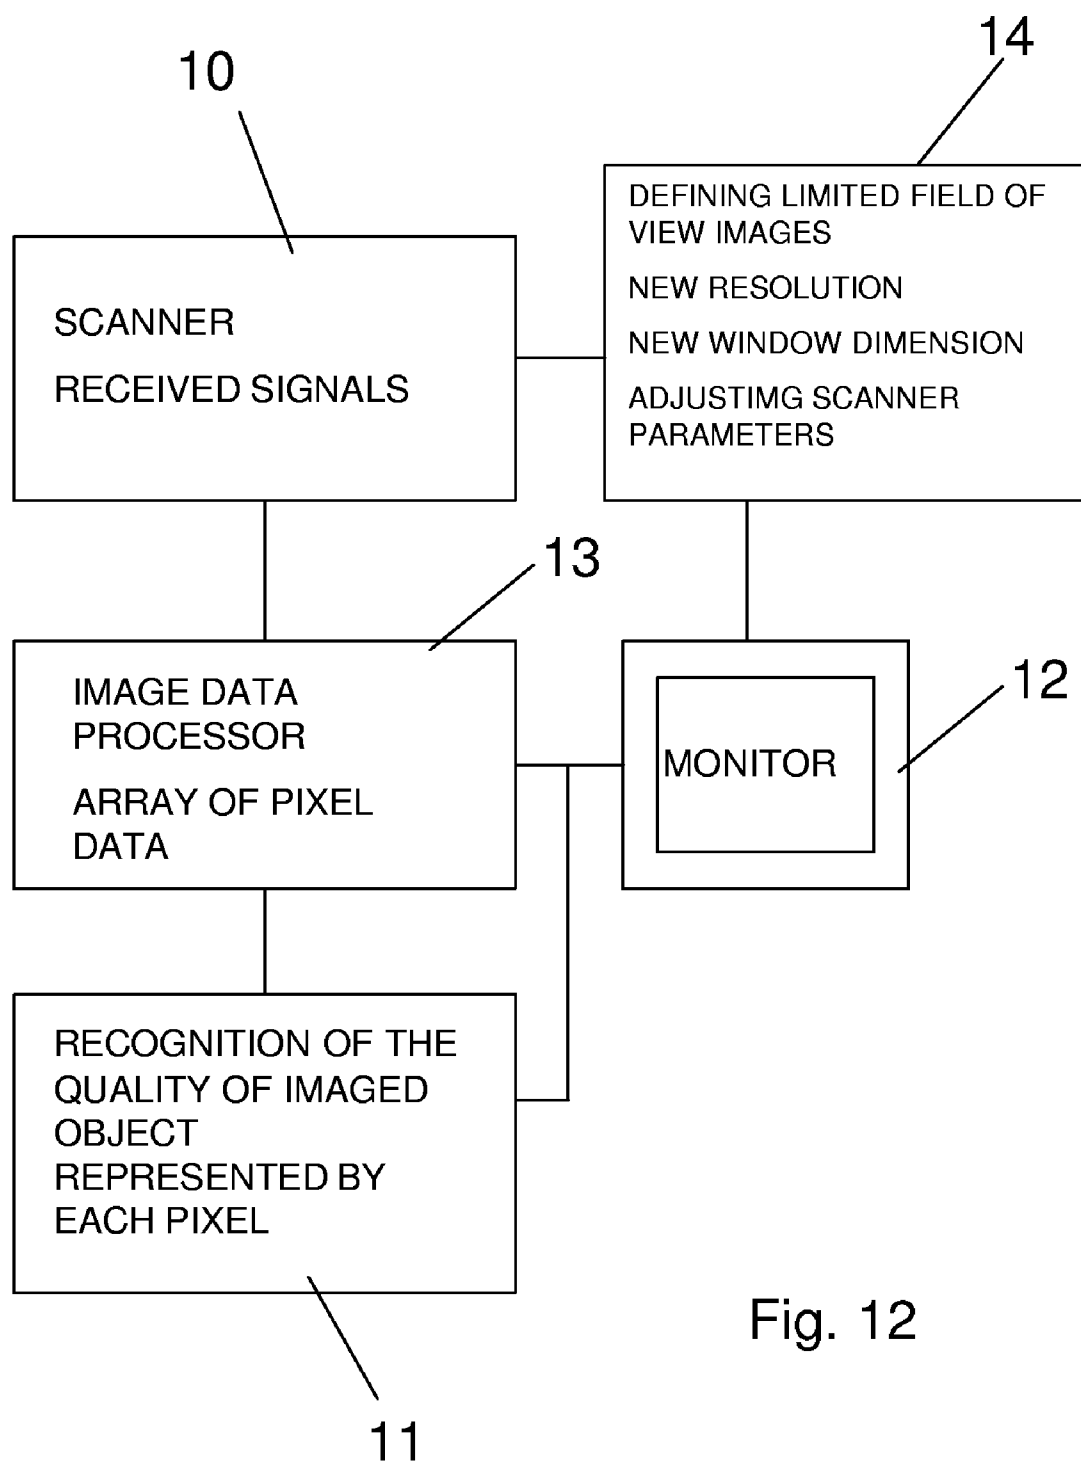 10
14
SCANNER
RECEIVED SIGNALS
DEFINING LIMITED FIELD OF
VIEW IMAGES
NEW RESOLUTION
NEW WINDOW DIMENSION
ADJUSTIMG SCANNER
PARAMETERS
13
IMAGE DATA
PROCESSOR
ARRAY OF PIXEL
DATA
MONITOR
12
RECOGNITION OF THE
QUALITY OF IMAGED
OBJECT
REPRESENTED BY
EACH PIXEL
11
Fig. 12